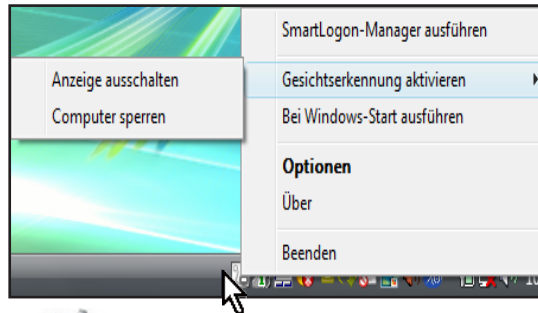 SmartLogon-Manager ausführen
Gesichtserkennung aktivieren
Anzeige ausschalten
Computer sperren
Bei Windows-Start ausführen
Optionen
Über
Beenden